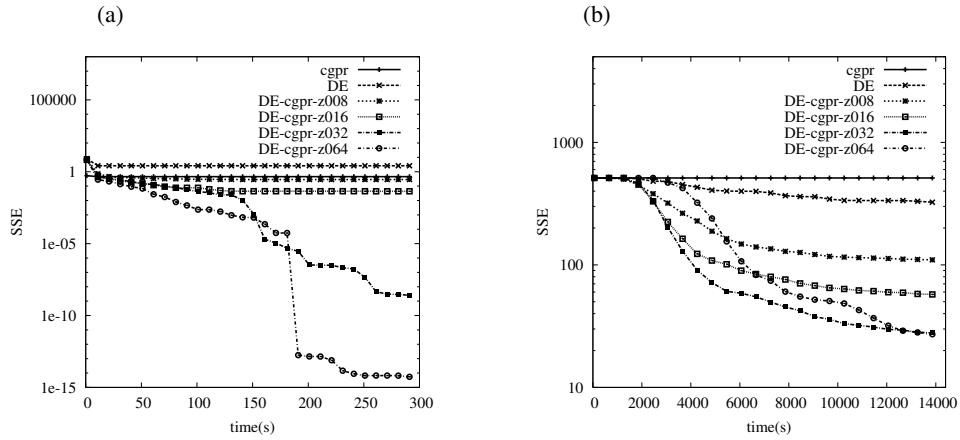 (a)
(b)
cgpr
DE
DE-cgpr-z008
DE-cgpr-z016
DE-cgpr-z032
DE-cgpr-z064
100000
1
1e-05
1e-10
1e-15
SSE
0 50 100 150 200 250 300
time(s)
cgpr
DE
DE-cgpr-z008
DE-cgpr-z016
DE-cgpr-z032
DE-cgpr-z064
1000
100
10
SSE
0 2000 4000 6000 8000 10000 12000 14000
time(s)